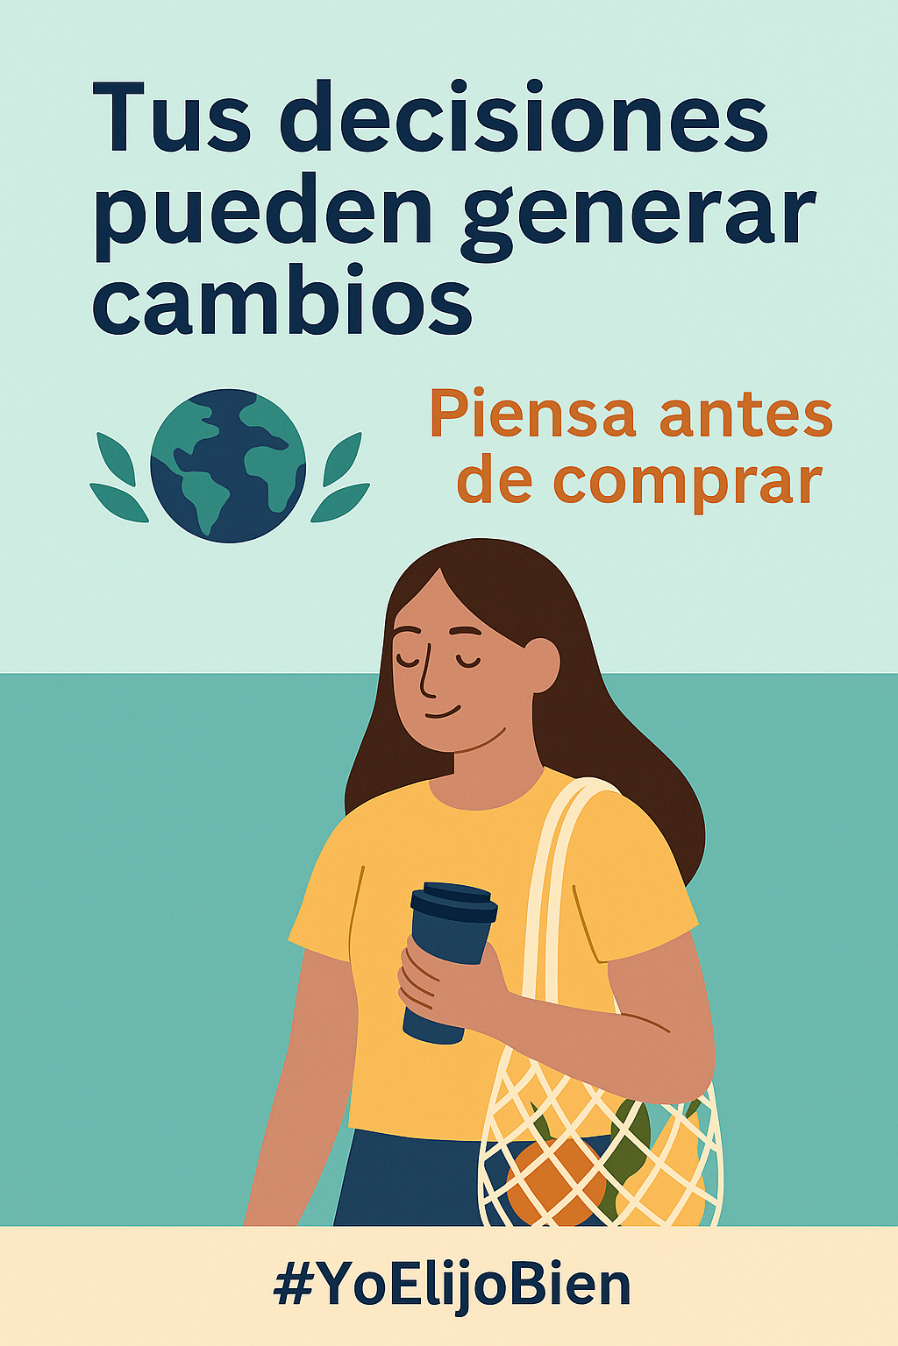 Tus decisiones
pueden generar
cambios
Piensa antes
de comprar
#YoElijoBien